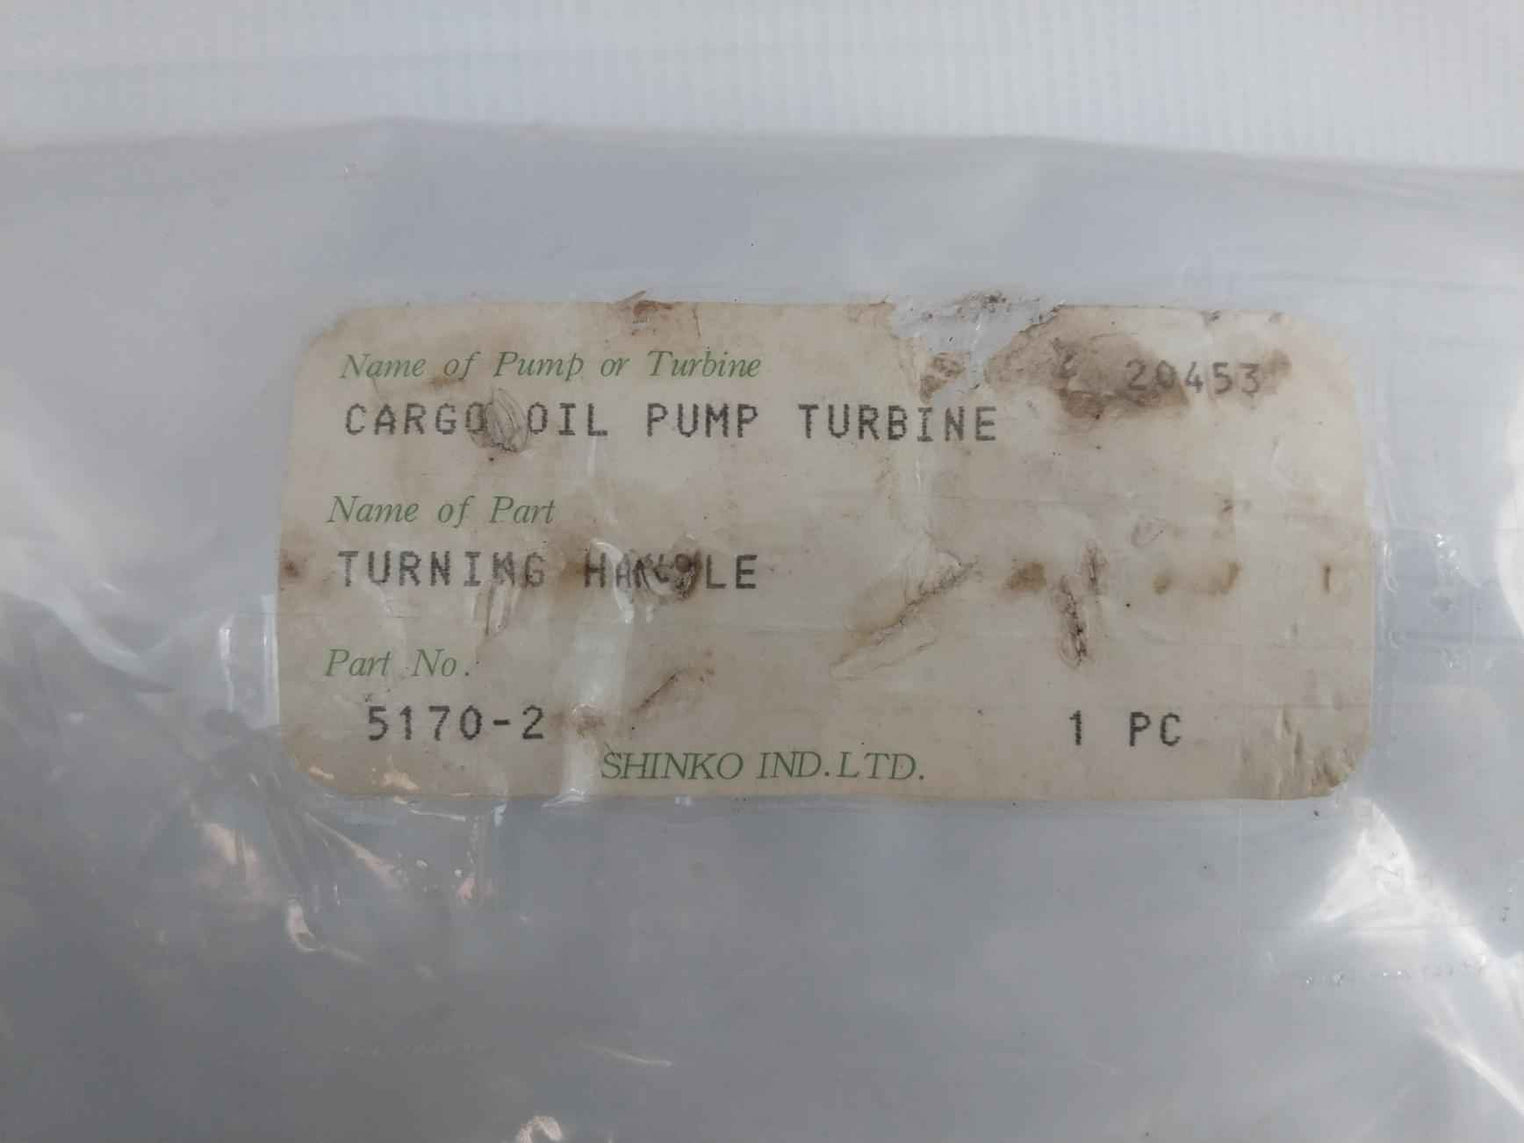 Name of Pump or Turbine 20453
CARGO OIL PUMP TURBINE
Name of Part
TURNING HANDLE
Part No.
5170-2 1 PC
SHINKO IND. LTD.